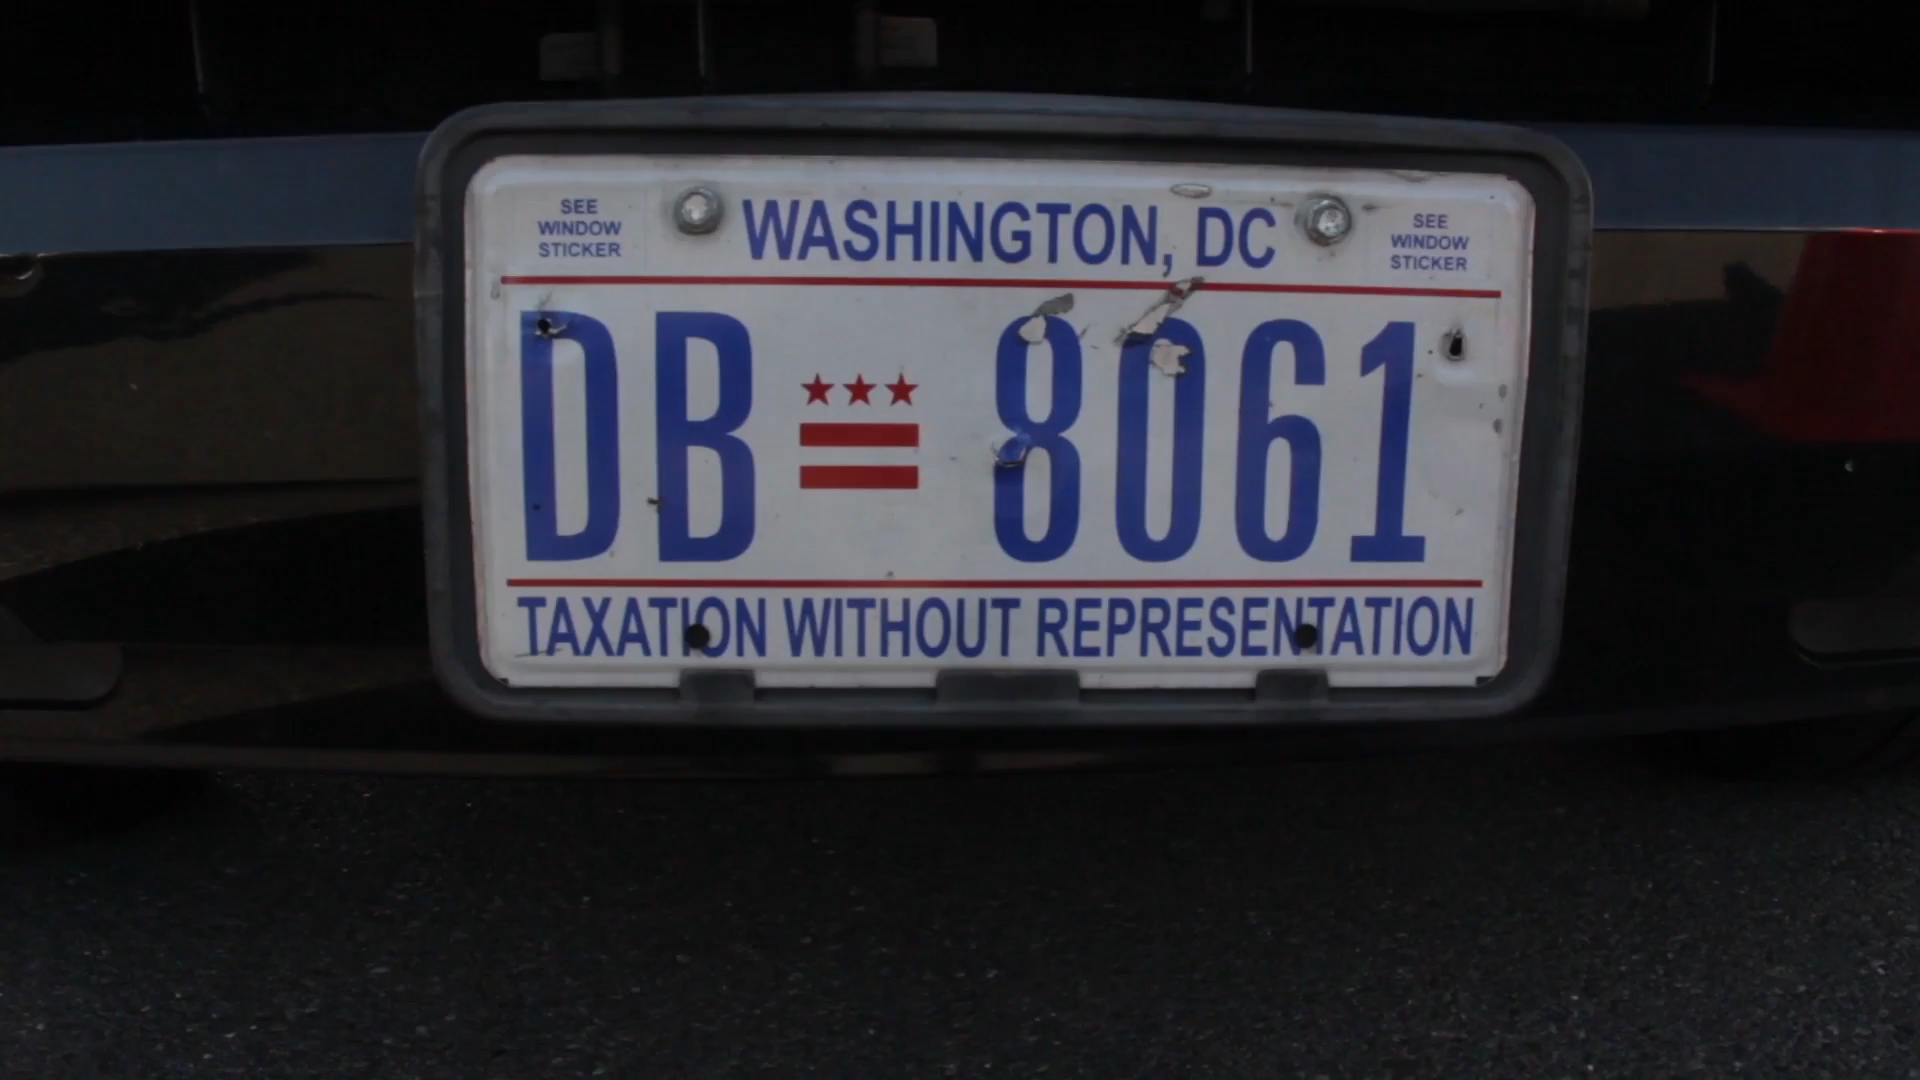 SEE
WINDOW
STICKER
WASHINGTON, DC
SEE
WINDOW
STICKER
DB 8061
TAXATION WITHOUT REPRESENTATION